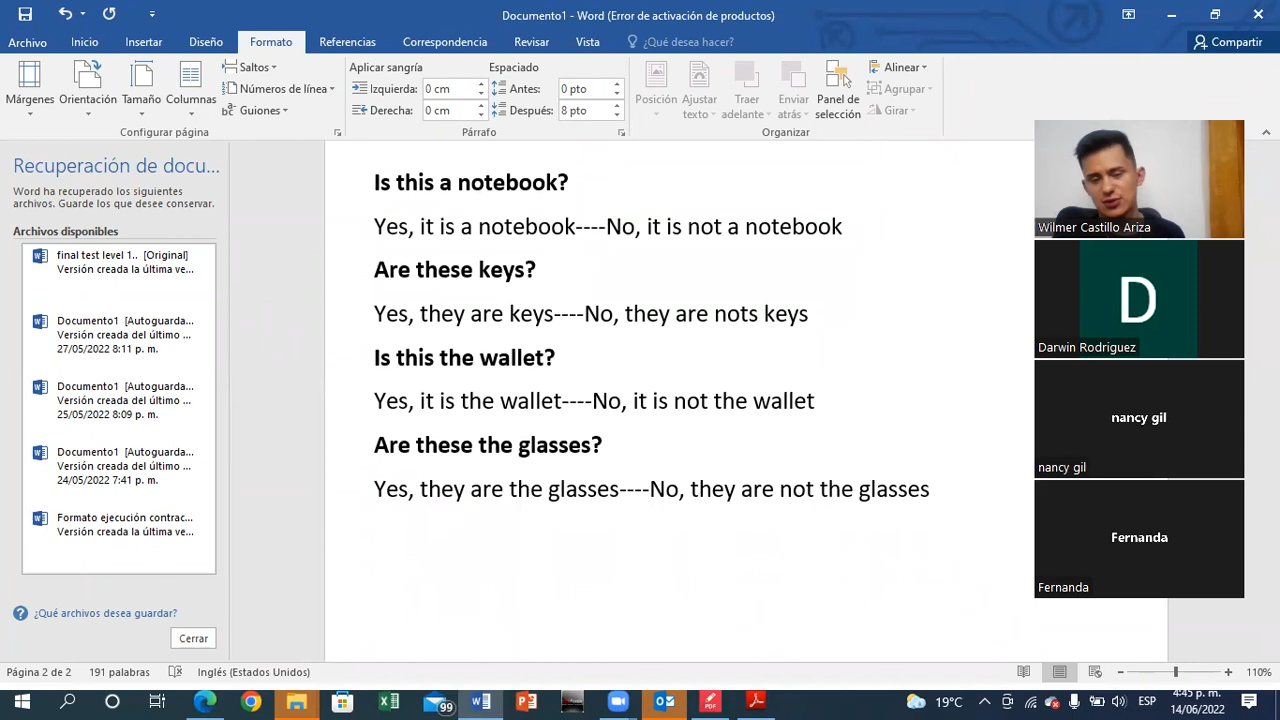 Documento1 - Word (Error de activación de productos)
Archivo Inicio Insertar Diseño Formato Referencias Correspondencia Revisar Vista ¿Qué desea hacer? Compartir
Márgenes Orientación Tamaño Columnas
Saltos
Números de línea
Guiones
Configurar página
Aplicar sangría Espaciado
Izquierda: 0 cm Antes: 0 pto
Derecha: 0 cm Después: 8 pto
Párrafo
Posición Ajustar texto Traer adelante Enviar atrás Panel de selección
Alinear
Agrupar
Girar
Organizar
Recuperación de docu...
Word ha recuperado los siguientes
archivos. Guarde los que desee conservar.
Archivos disponibles
final test level 1.. [Original]
Versión creada la última ve...
Documento1 [Autoguarda...
Versión creada del último ...
27/05/2022 8:11 p. m.
Documento1 [Autoguarda...
Versión creada del último ...
25/05/2022 8:09 p. m.
Documento1 [Autoguarda...
Versión creada del último ...
24/05/2022 7:41 p. m.
Formato ejecución contrac...
Versión creada la última ve...
¿Qué archivos desea guardar?
Cerrar
Is this a notebook?
Yes, it is a notebook----No, it is not a notebook
Are these keys?
Yes, they are keys----No, they are nots keys
Is this the wallet?
Yes, it is the wallet----No, it is not the wallet
Are these the glasses?
Yes, they are the glasses----No, they are not the glasses
Wilmer Castillo Ariza
D
Darwin Rodriguez
nancy gil
nancy gil
Fernanda
Fernanda
Página 2 de 2 191 palabras Inglés (Estados Unidos) 110%
99
PDF
19°C ESP
4:45 p. m.
14/06/2022